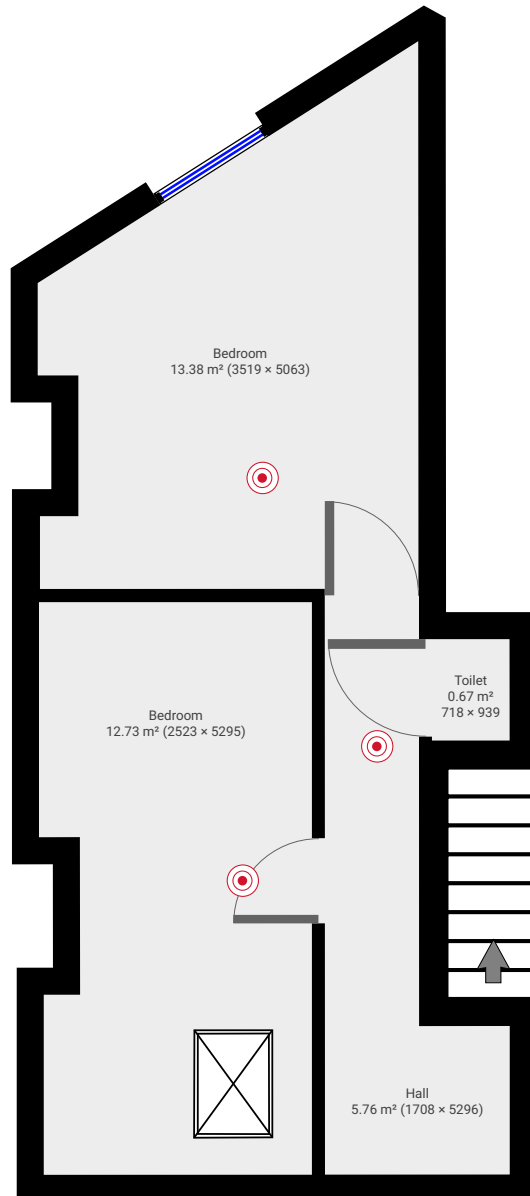 Bedroom
13.38 m² (3519 × 5063)
Toilet
0.67 m²
718 × 939
Bedroom
12.73 m² (2523 × 5295)
Hall
5.76 m² (1708 × 5296)